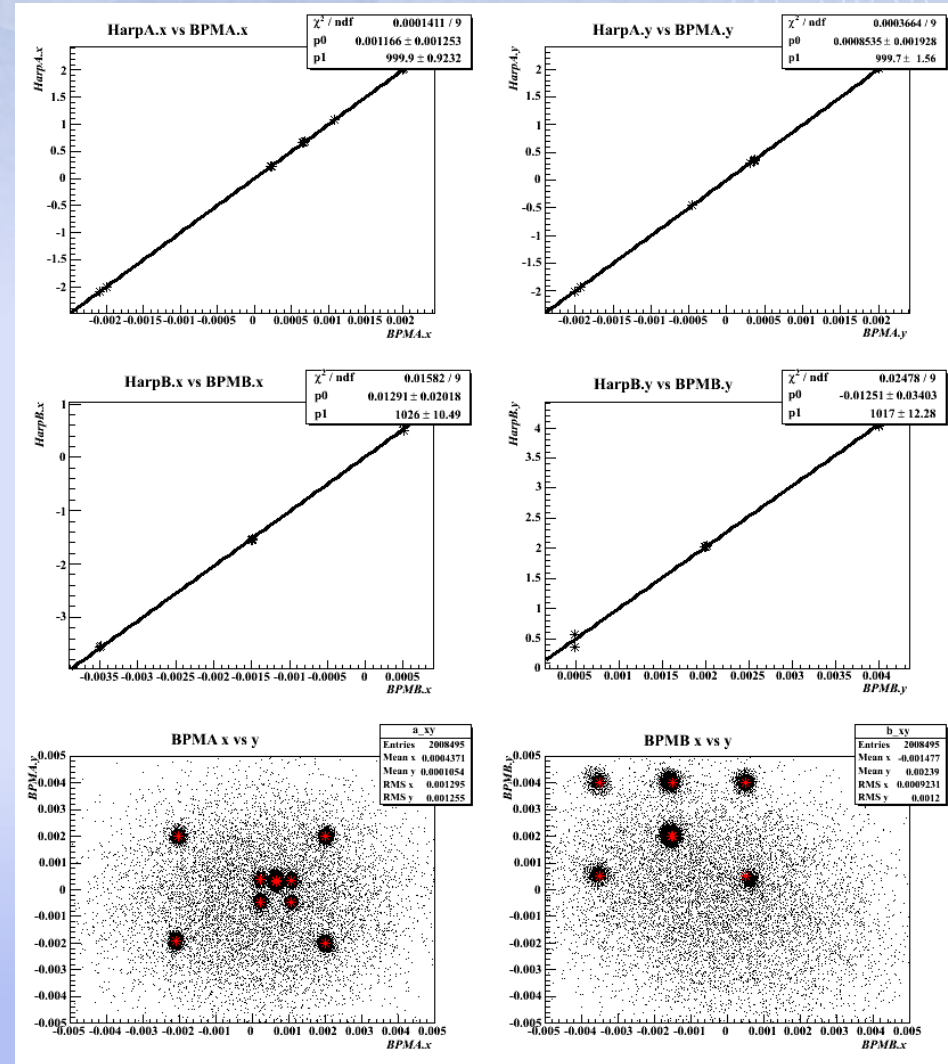 HarpA.x vs BPMA.x
χ² / ndf 0.0001411 / 9
p0 0.001166 ± 0.001253
p1 999.9 ± 0.9232
HarpA.x
2
1.5
1
0.5
0
-0.5
-1
-1.5
-2
-0.002 -0.0015 -0.001 -0.0005 0 0.0005 0.001 0.0015 0.002
BPMA.x
HarpA.y vs BPMA.y
χ² / ndf 0.0003664 / 9
p0 0.0008535 ± 0.001928
p1 999.7 ± 1.56
HarpA.y
2
1.5
1
0.5
0
-0.5
-1
-1.5
-2
-0.002 -0.0015 -0.001 -0.0005 0 0.0005 0.001 0.0015 0.002
BPMA.y
HarpB.x vs BPMB.x
χ² / ndf 0.01582 / 9
p0 0.01291 ± 0.02018
p1 1026 ± 10.49
HarpB.x
1
0
-1
-2
-3
-0.0035 -0.003 -0.0025 -0.002 -0.0015 -0.001 -0.0005 0 0.0005
BPMB.x
HarpB.y vs BPMB.y
χ² / ndf 0.02478 / 9
p0 -0.01251 ± 0.03403
p1 1017 ± 12.28
HarpB.y
4
3.5
3
2.5
2
1.5
1
0.5
0
0.0005 0.001 0.0015 0.002 0.0025 0.003 0.0035 0.004
BPMB.y
BPMA x vs y
a_xy
Entries 2008495
Mean x 0.0004371
Mean y 0.0001054
RMS x 0.001295
RMS y 0.001255
BPMA.y
0.005
0.004
0.003
0.002
0.001
0
-0.001
-0.002
-0.003
-0.004
-0.005
-0.005 -0.004 -0.003 -0.002 -0.001 0 0.001 0.002 0.003 0.004 0.005
BPMA.x
BPMB x vs y
b_xy
Entries 2008495
Mean x -0.001477
Mean y 0.00239
RMS x 0.0009231
RMS y 0.0012
BPMB.y
0.005
0.004
0.003
0.002
0.001
0
-0.001
-0.002
-0.003
-0.004
-0.005
-0.005 -0.004 -0.003 -0.002 -0.001 0 0.001 0.002 0.003 0.004 0.005
BPMB.x